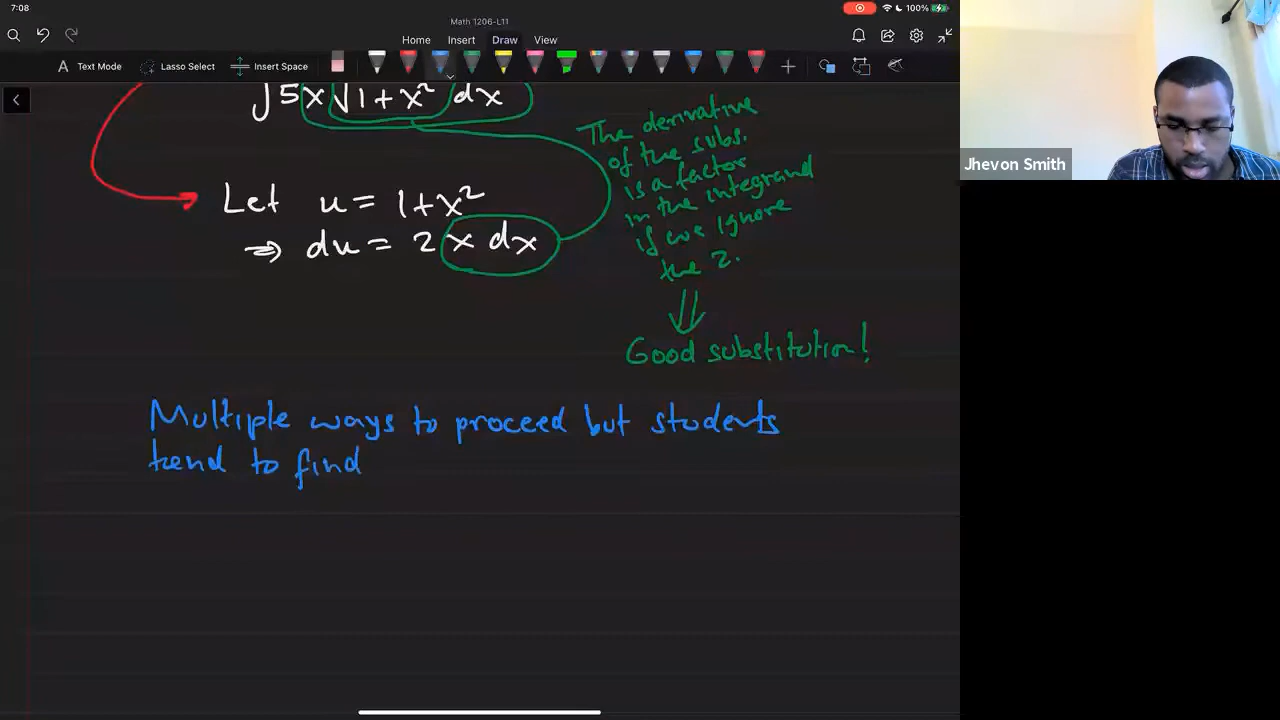 7:08
100%
Math 1206-L11
Home Insert Draw View
Text Mode Lasso Select Insert Space
∫5x√1+x² dx
Let u = 1+x²
⇒ du = 2 x dx
The derivative
of the subs.
is a factor
in the integrand
if we ignore
the 2.
⇓
Good substitution!
Multiple ways to proceed but students
tend to find
Jhevon Smith